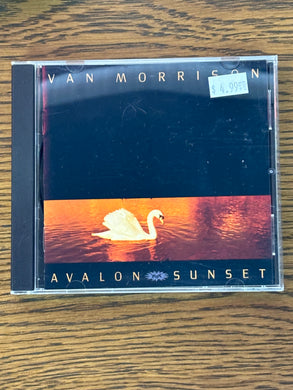 VAN MORRISON
$4.99
AVALON SUNSET